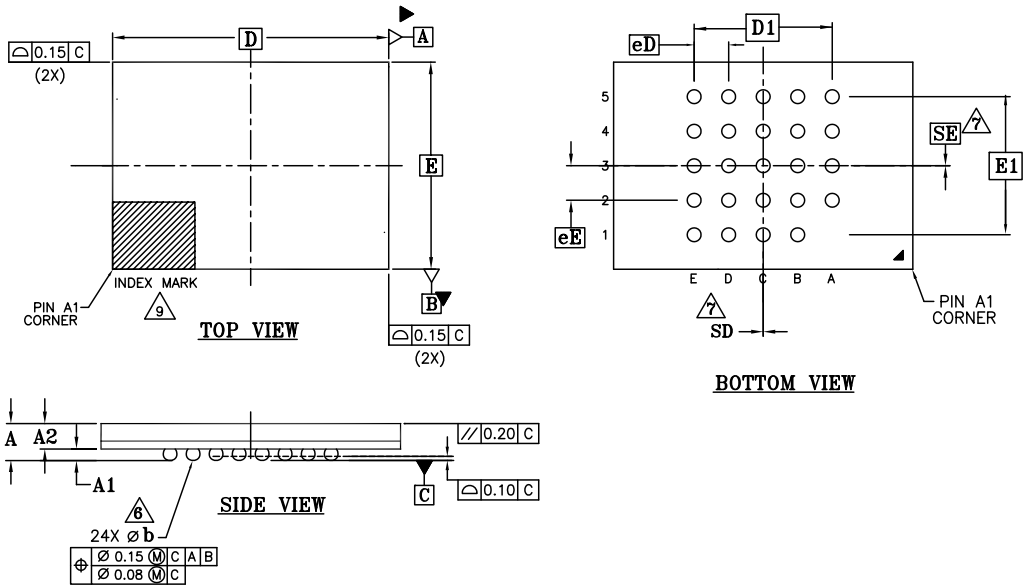 D
A
⌓ 0.15 C
(2X)
E
INDEX MARK
9
PIN A1
CORNER
B
TOP VIEW
⌓ 0.15 C
(2X)
D1
eD
5
4
3
2
1
7
SE
E1
eE
E D C B A
7
SD
PIN A1
CORNER
BOTTOM VIEW
A
A2
A1
// 0.20 C
C
⌓ 0.10 C
SIDE VIEW
6
24X Ø b
⌖ Ø 0.15 Ⓜ C A B
Ø 0.08 Ⓜ C